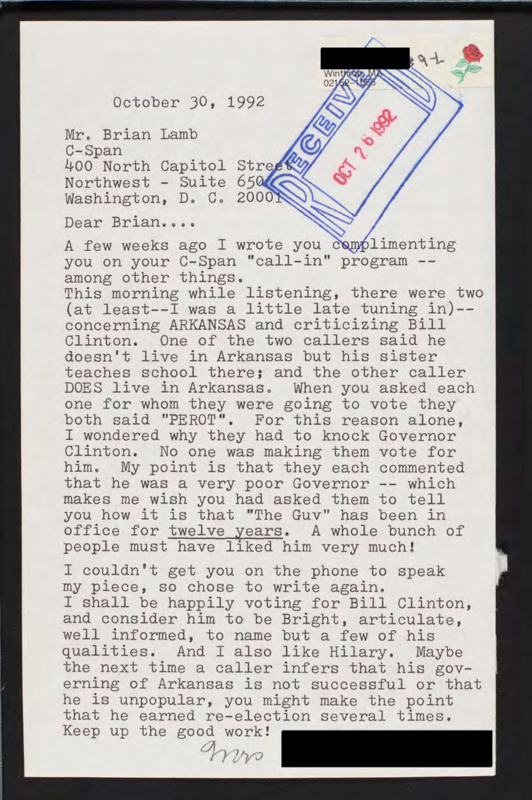 Winthrop, MA
RECEIVED
OCT 26 1992
October 30, 1992
Mr. Brian Lamb
C-Span
400 North Capitol Street
Northwest - Suite 650
Washington, D. C. 20001
Dear Brian....
A few weeks ago I wrote you complimenting
you on your C-Span "call-in" program --
among other things.
This morning while listening, there were two
(at least--I was a little late tuning in)--
concerning ARKANSAS and criticizing Bill
Clinton. One of the two callers said he
doesn't live in Arkansas but his sister
teaches school there; and the other caller
DOES live in Arkansas. When you asked each
one for whom they were going to vote they
both said "PEROT". For this reason alone,
I wondered why they had to knock Governor
Clinton. No one was making them vote for
him. My point is that they each commented
that he was a very poor Governor -- which
makes me wish you had asked them to tell
you how it is that "The Guv" has been in
office for twelve years. A whole bunch of
people must have liked him very much!
I couldn't get you on the phone to speak
my piece, so chose to write again.
I shall be happily voting for Bill Clinton,
and consider him to be Bright, articulate,
well informed, to name but a few of his
qualities. And I also like Hilary. Maybe
the next time a caller infers that his gov-
erning of Arkansas is not successful or that
he is unpopular, you might make the point
that he earned re-election several times.
Keep up the good work!